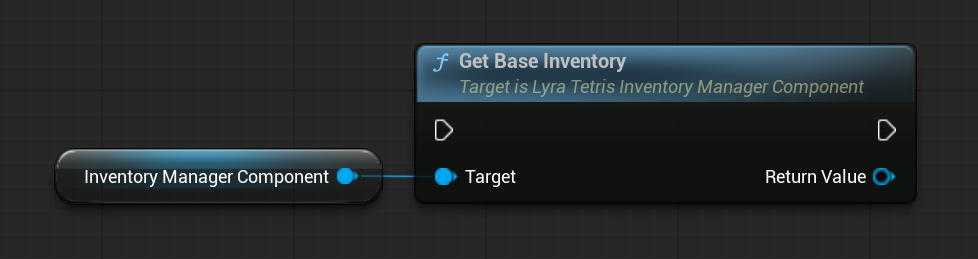 Get Base Inventory
Target is Lyra Tetris Inventory Manager Component
Inventory Manager Component
Target
Return Value